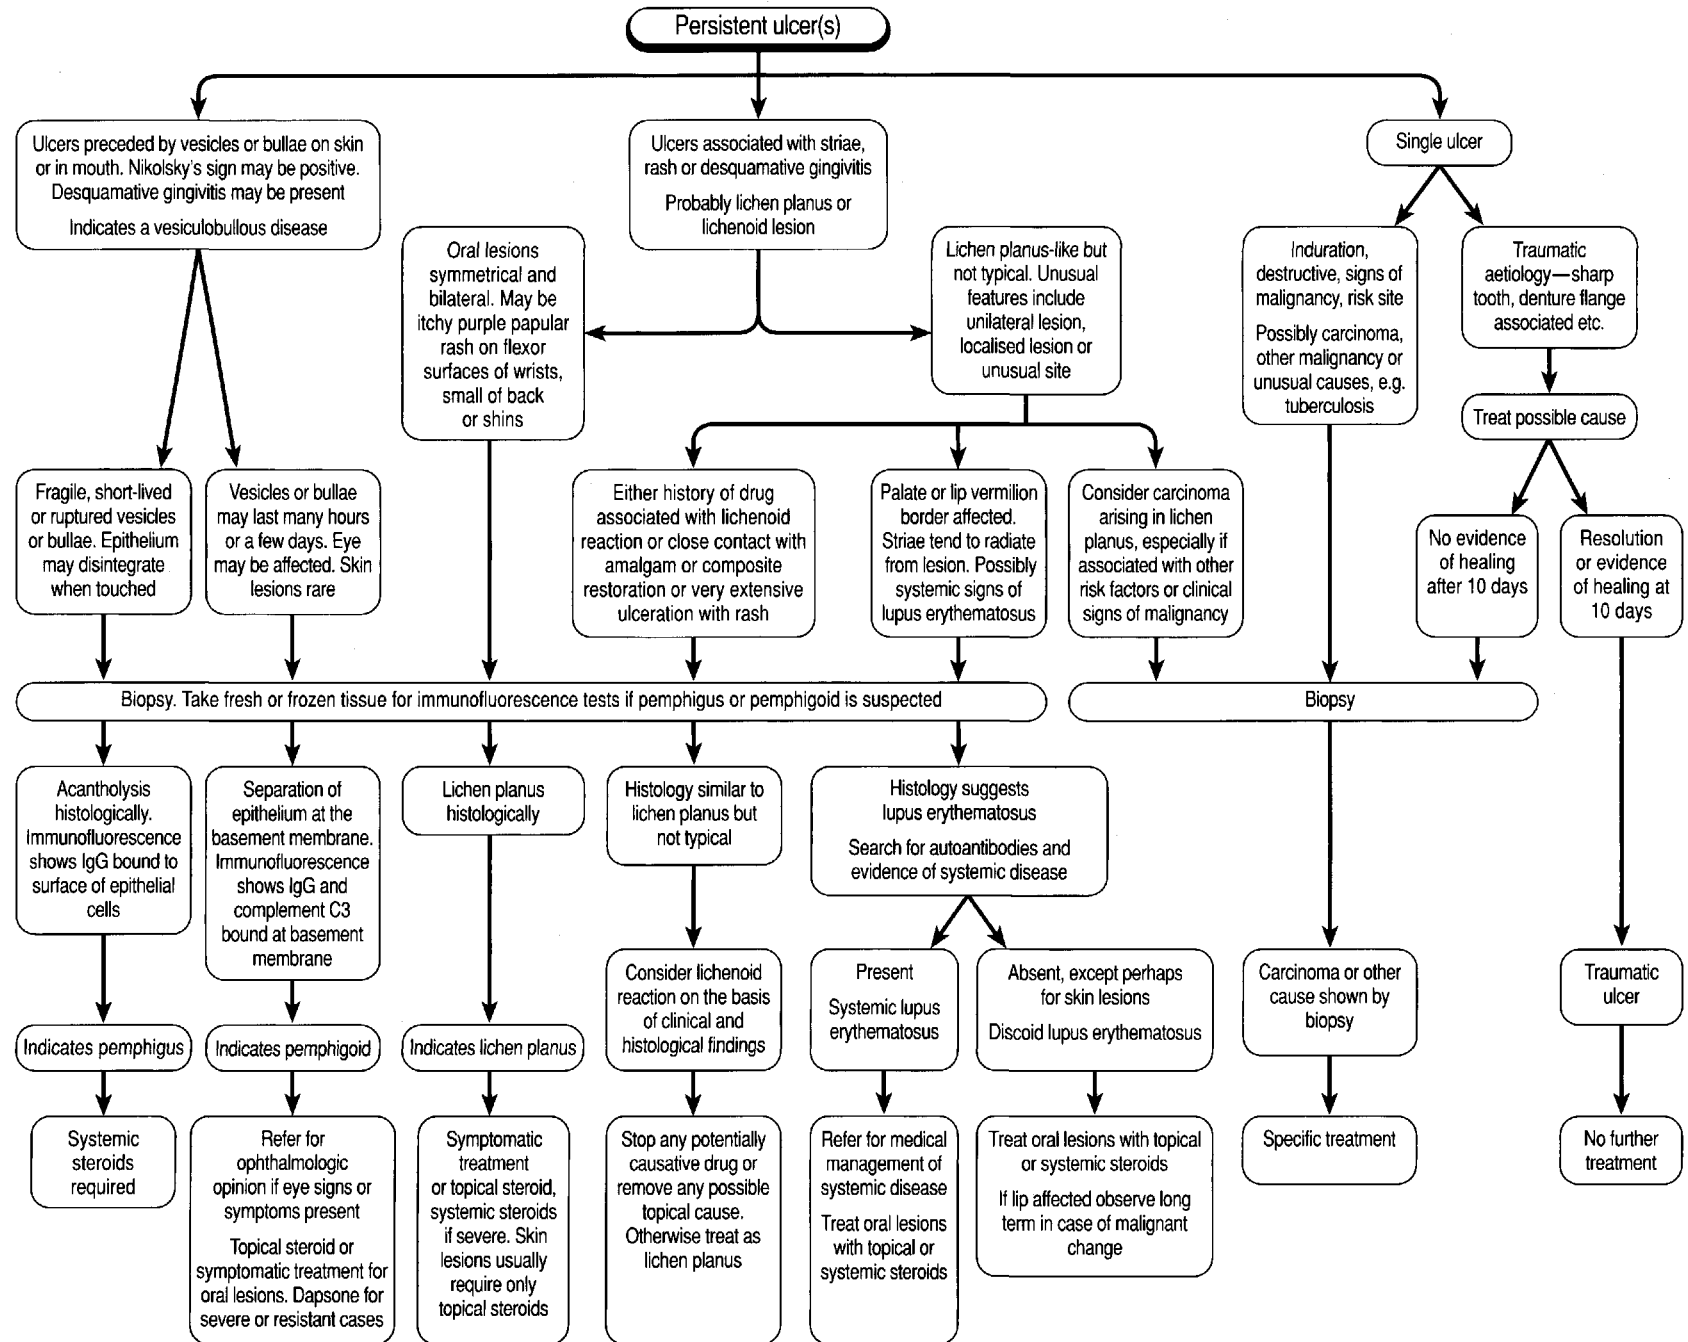 Persistent ulcer(s)
Ulcers preceded by vesicles or bullae on skin
or in mouth. Nikolsky's sign may be positive.
Desquamative gingivitis may be present
Indicates a vesiculobullous disease
Ulcers associated with striae,
rash or desquamative gingivitis
Probably lichen planus or
lichenoid lesion
Single ulcer
Oral lesions
symmetrical and
bilateral. May be
itchy purple papular
rash on flexor
surfaces of wrists,
small of back
or shins
Lichen planus-like but
not typical. Unusual
features include
unilateral lesion,
localised lesion or
unusual site
Induration,
destructive, signs of
malignancy, risk site
Possibly carcinoma,
other malignancy or
unusual causes, e.g.
tuberculosis
Traumatic
aetiology—sharp
tooth, denture flange
associated etc.
Treat possible cause
Fragile, short-lived
or ruptured vesicles
or bullae. Epithelium
may disintegrate
when touched
Vesicles or bullae
may last many hours
or a few days. Eye
may be affected. Skin
lesions rare
Either history of drug
associated with lichenoid
reaction or close contact with
amalgam or composite
restoration or very extensive
ulceration with rash
Palate or lip vermilion
border affected.
Striae tend to radiate
from lesion. Possibly
systemic signs of
lupus erythematosus
Consider carcinoma
arising in lichen
planus, especially if
associated with other
risk factors or clinical
signs of malignancy
No evidence
of healing
after 10 days
Resolution
or evidence
of healing at
10 days
Biopsy. Take fresh or frozen tissue for immunofluorescence tests if pemphigus or pemphigoid is suspected
Biopsy
Acantholysis
histologically.
Immunofluorescence
shows IgG bound to
surface of epithelial
cells
Separation of
epithelium at the
basement membrane.
Immunofluorescence
shows IgG and
complement C3
bound at basement
membrane
Lichen planus
histologically
Histology similar to
lichen planus but
not typical
Histology suggests
lupus erythematosus
Search for autoantibodies and
evidence of systemic disease
Consider lichenoid
reaction on the basis
of clinical and
histological findings
Present
Systemic lupus
erythematosus
Absent, except perhaps
for skin lesions
Discoid lupus erythematosus
Carcinoma or other
cause shown by
biopsy
Traumatic
ulcer
Indicates pemphigus
Indicates pemphigoid
Indicates lichen planus
Systemic
steroids
required
Refer for
ophthalmologic
opinion if eye signs or
symptoms present
Topical steroid or
symptomatic treatment for
oral lesions. Dapsone for
severe or resistant cases
Symptomatic
treatment
or topical steroid,
systemic steroids
if severe. Skin
lesions usually
require only
topical steroids
Stop any potentially
causative drug or
remove any possible
topical cause.
Otherwise treat as
lichen planus
Refer for medical
management of
systemic disease
Treat oral lesions
with topical or
systemic steroids
Treat oral lesions with topical
or systemic steroids
If lip affected observe long
term in case of malignant
change
Specific treatment
No further
treatment